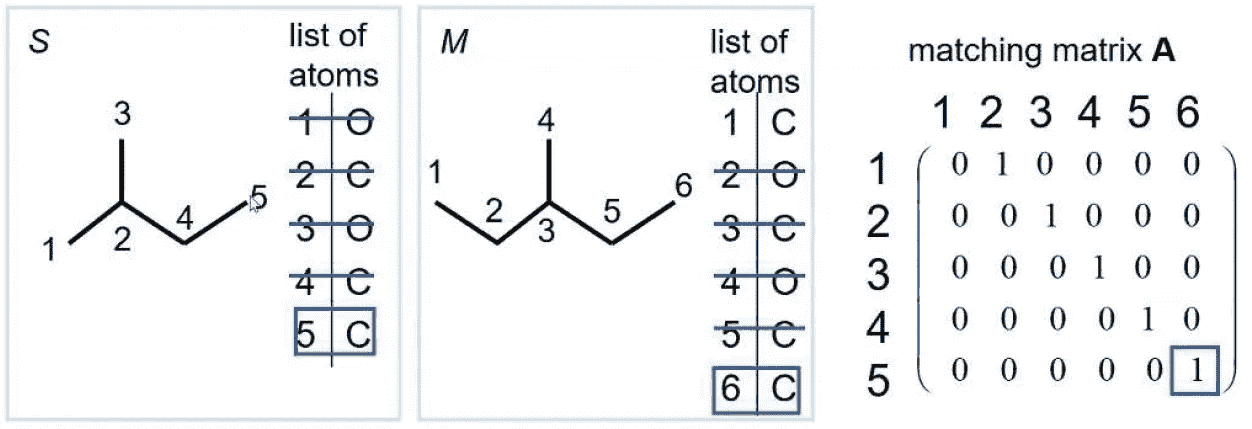 S
list of
atoms
1 O
2 C
3 O
4 C
5 C
3
5
4
1
2
M
list of
atoms
1 C
2 O
3 C
4 O
5 C
6 C
4
1
6
2
5
3
matching matrix A
1 2 3 4 5 6
1 0 1 0 0 0 0
2 0 0 1 0 0 0
3 0 0 0 1 0 0
4 0 0 0 0 1 0
5 0 0 0 0 0 1